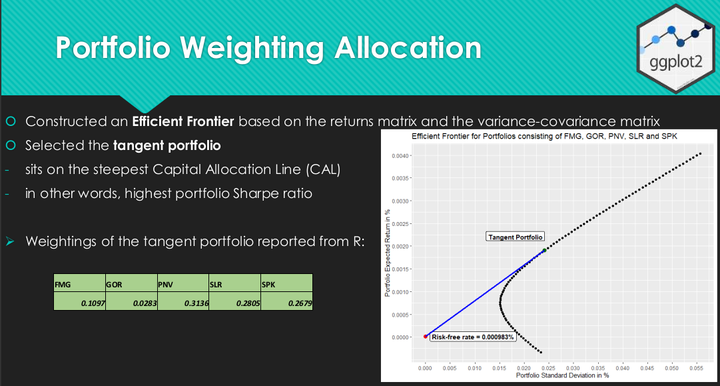 Portfolio Weighting Allocation
ggplot2
Constructed an Efficient Frontier based on the returns matrix and the variance-covariance matrix
Selected the tangent portfolio
- sits on the steepest Capital Allocation Line (CAL)
- in other words, highest portfolio Sharpe ratio
Weightings of the tangent portfolio reported from R:
FMG GOR PNV SLR SPK
0.1097 0.0283 0.3136 0.2805 0.2679
Efficient Frontier for Portfolios consisting of FMG, GOR, PNV, SLR and SPK
Portfolio Expected Return in %
0.0040
0.0035
0.0030
0.0025
0.0020
0.0015
0.0010
0.0005
0.0000
Tangent Portfolio
Risk-free rate = 0.000983%
0.000 0.005 0.010 0.015 0.020 0.025 0.030 0.035 0.040 0.045 0.050 0.055
Portfolio Standard Deviation in %